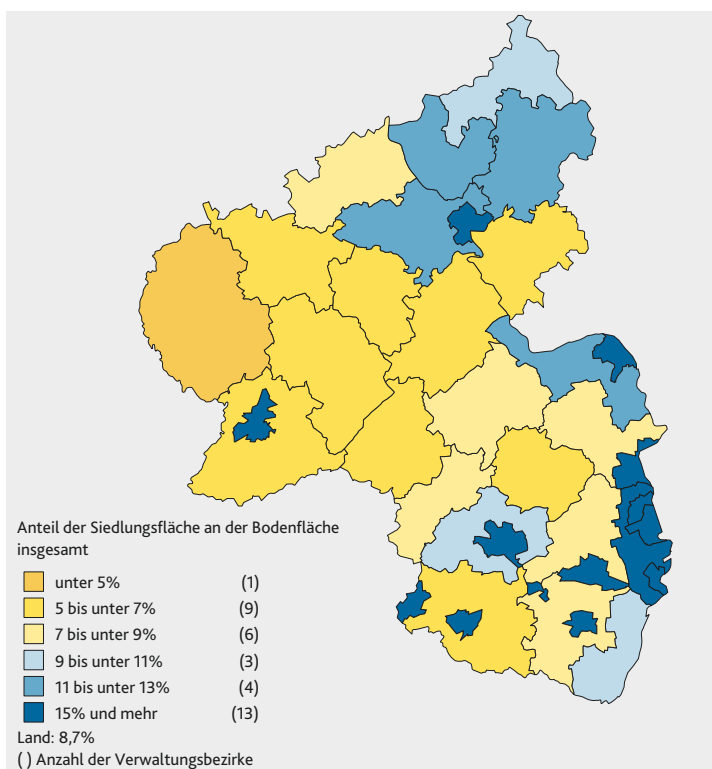 Anteil der Siedlungsfläche an der Bodenfläche
insgesamt
unter 5% (1)
5 bis unter 7% (9)
7 bis unter 9% (6)
9 bis unter 11% (3)
11 bis unter 13% (4)
15% und mehr (13)
Land: 8,7%
( ) Anzahl der Verwaltungsbezirke